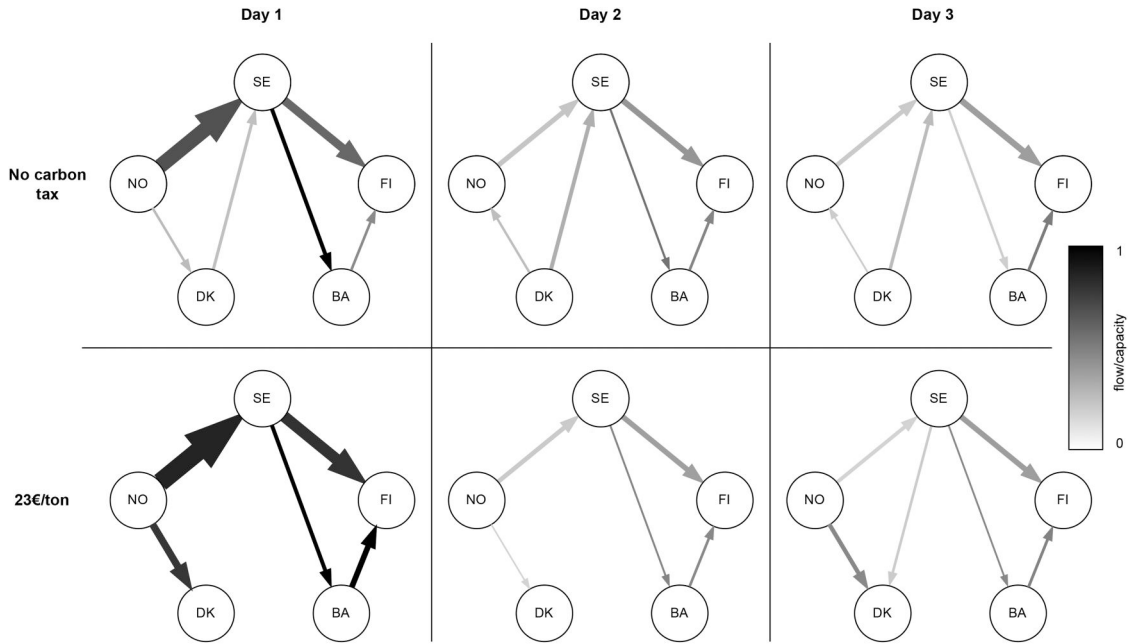 Day 1
Day 2
Day 3
No carbon
tax
SE
NO
FI
DK
BA
SE
NO
FI
DK
BA
SE
NO
FI
DK
BA
1
flow/capacity
0
23€/ton
SE
NO
FI
DK
BA
SE
NO
FI
DK
BA
SE
NO
FI
DK
BA